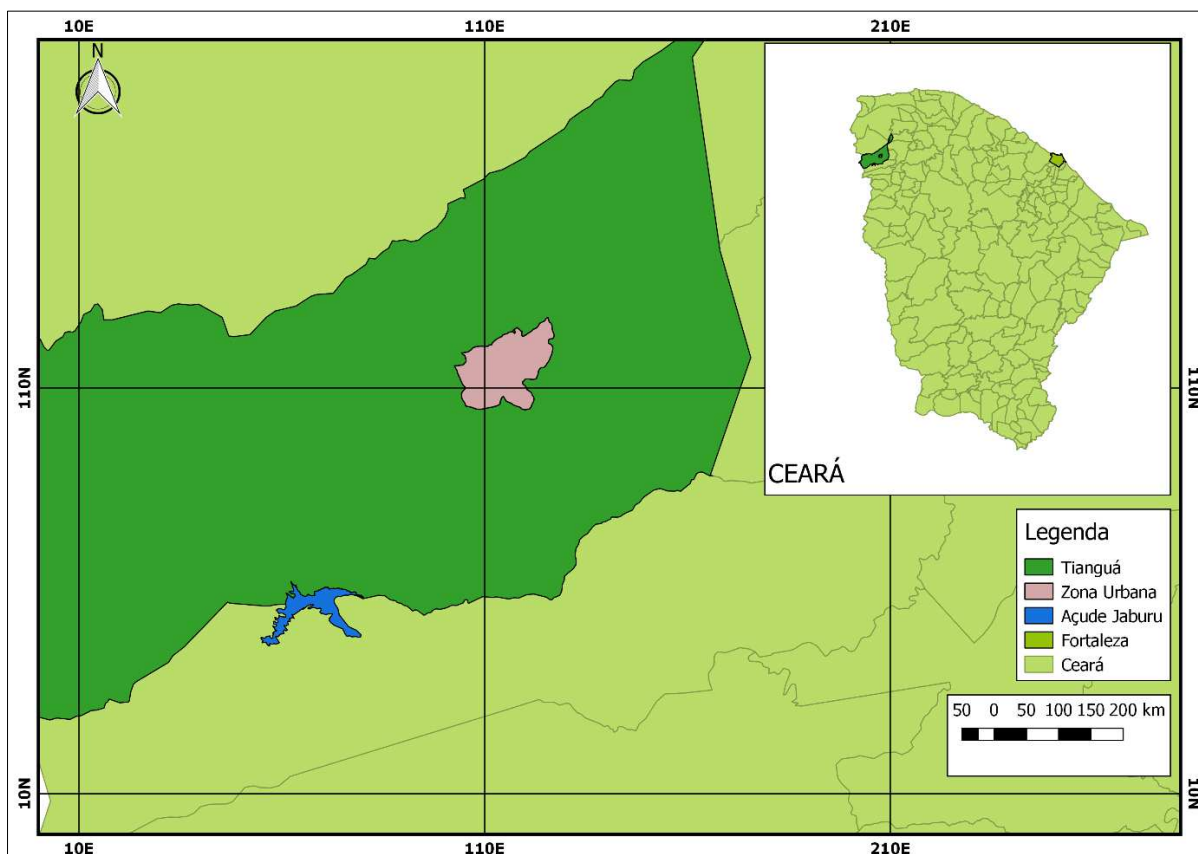 10E 110E 210E
N
CEARÁ
110N 110N
Legenda
Tianguá
Zona Urbana
Açude Jaburu
Fortaleza
Ceará
50 0 50 100 150 200 km
10N 10N
10E 110E 210E